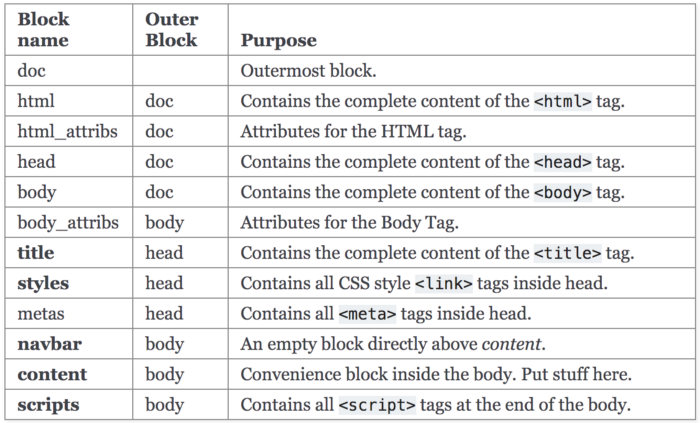 Block name Outer Block Purpose
doc Outermost block.
html doc Contains the complete content of the <html> tag.
html_attribs doc Attributes for the HTML tag.
head doc Contains the complete content of the <head> tag.
body doc Contains the complete content of the <body> tag.
body_attribs body Attributes for the Body Tag.
title head Contains the complete content of the <title> tag.
styles head Contains all CSS style <link> tags inside head.
metas head Contains all <meta> tags inside head.
navbar body An empty block directly above content.
content body Convenience block inside the body. Put stuff here.
scripts body Contains all <script> tags at the end of the body.